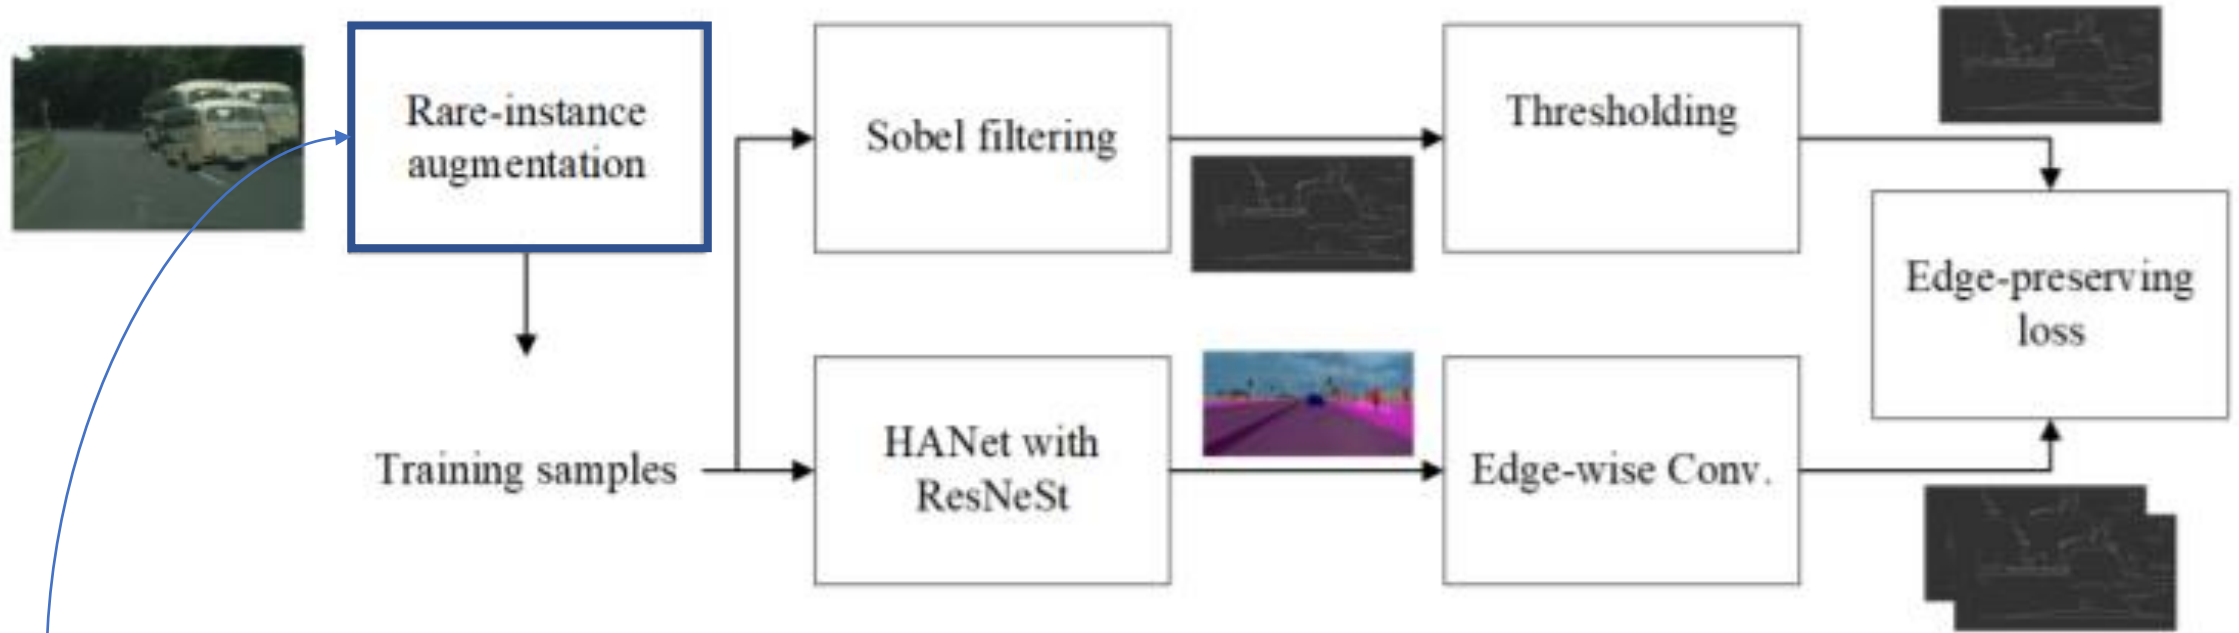 Rare-instance
augmentation
Sobel filtering
Thresholding
Edge-preserving
loss
Training samples
HANet with
ResNeSt
Edge-wise Conv.